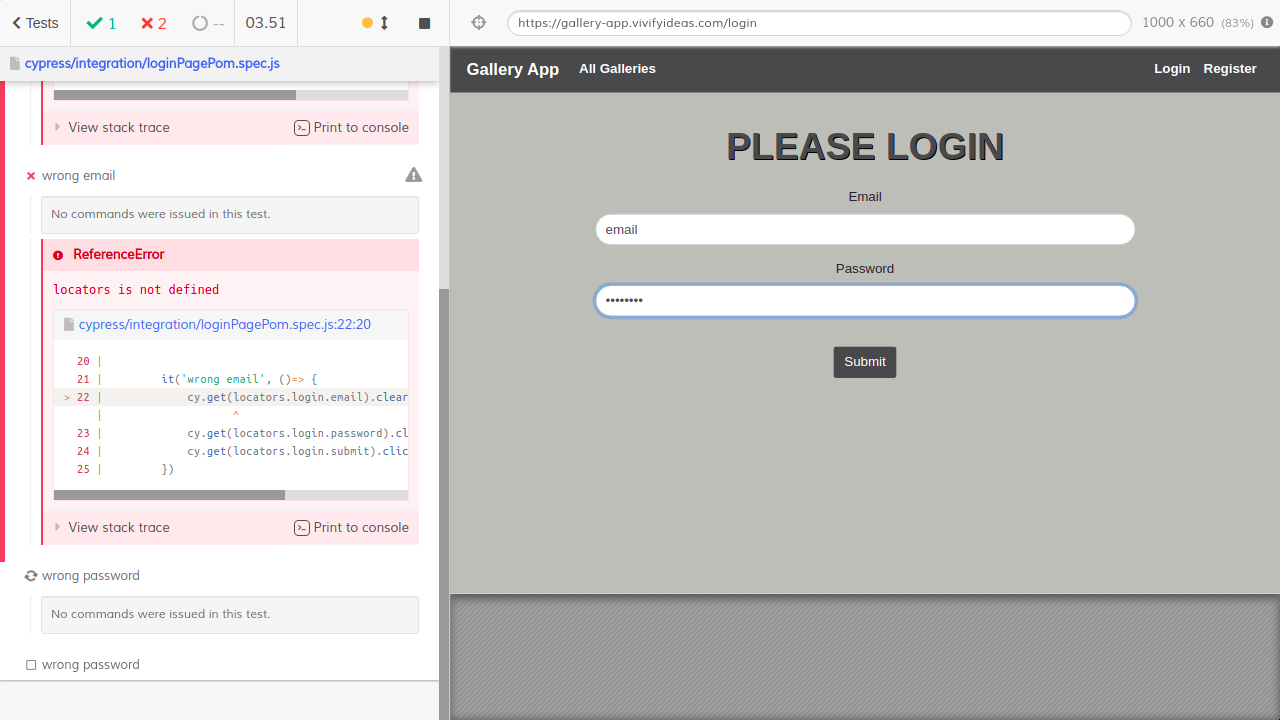 Tests 1 2 -- 03.51
https://gallery-app.vivifyideas.com/login 1000 x 660 (83%)
cypress/integration/loginPagePom.spec.js
View stack trace Print to console
wrong email
No commands were issued in this test.
ReferenceError
locators is not defined
cypress/integration/loginPagePom.spec.js:22:20
20 |
21 | it('wrong email', ()=> {
> 22 | cy.get(locators.login.email).clear
| ^
23 | cy.get(locators.login.password).cl
24 | cy.get(locators.login.submit).clic
25 | })
View stack trace Print to console
wrong password
No commands were issued in this test.
wrong password
Gallery App All Galleries Login Register
PLEASE LOGIN
Email
email
Password
••••••••
Submit